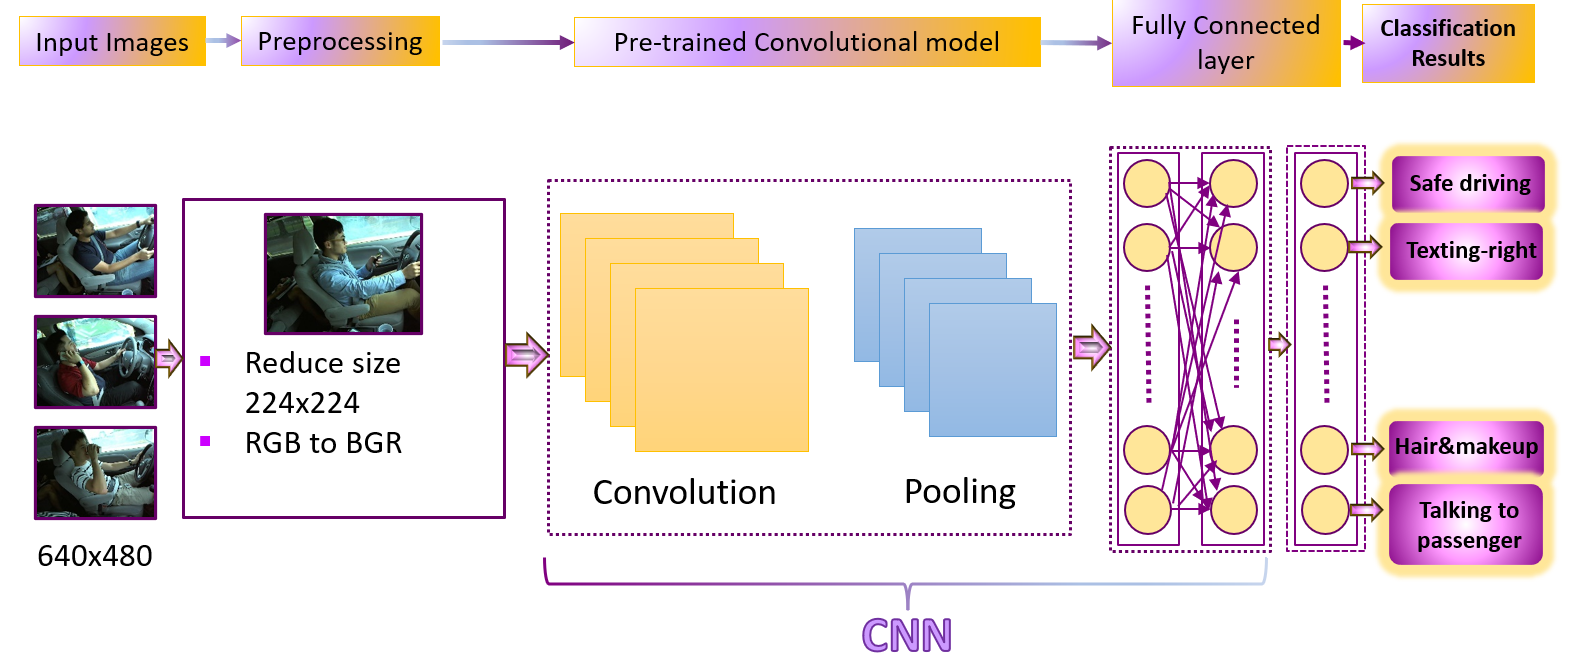 Input Images
Preprocessing
Pre-trained Convolutional model
Fully Connected
layer
Classification
Results
640x480
Reduce size
224x224
RGB to BGR
Convolution
Pooling
CNN
Safe driving
Texting-right
Hair&makeup
Talking to
passenger